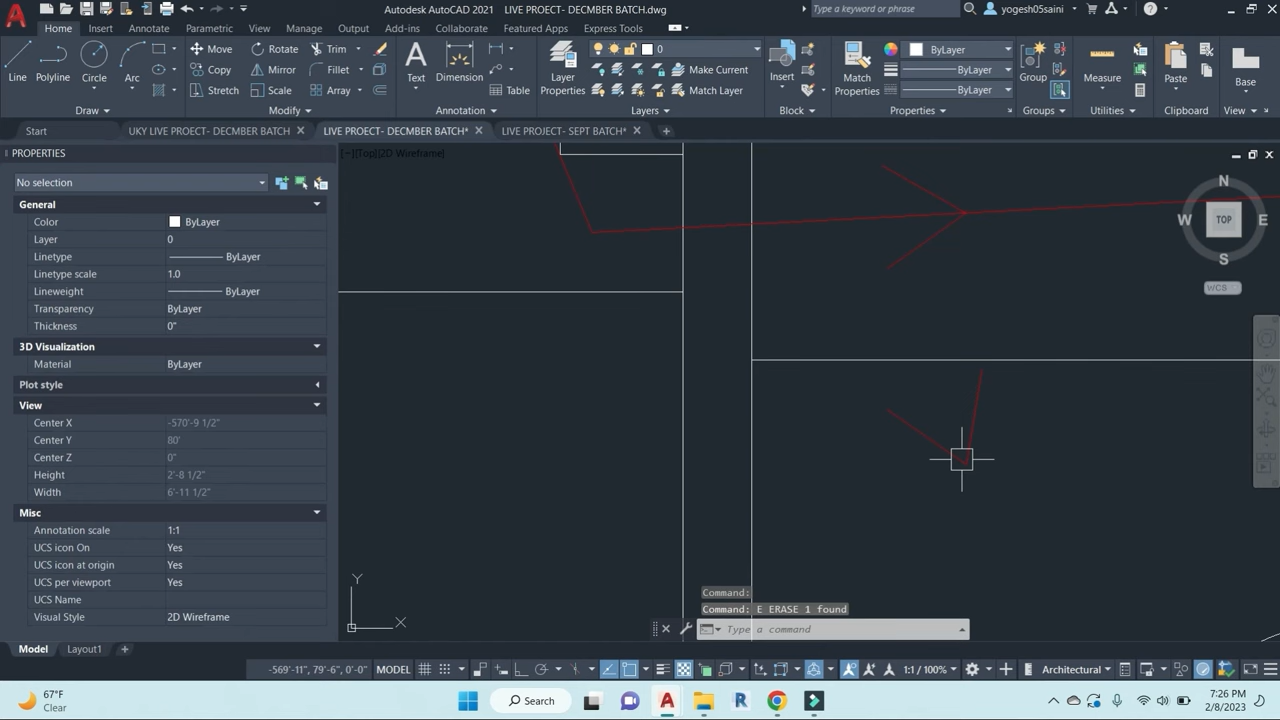 Autodesk AutoCAD 2021 LIVE PROECT- DECMBER BATCH.dwg
Type a keyword or phrase
yogesh05saini
Home Insert Annotate Parametric View Manage Output Add-ins Collaborate Featured Apps Express Tools
Line Polyline Circle Arc
Move Rotate Trim
Copy Mirror Fillet
Stretch Scale Array
Text Dimension Table
Layer Properties
0
Make Current
Match Layer
Insert
Match Properties
ByLayer
ByLayer
ByLayer
Group Measure Paste Base
Draw Modify Annotation Layers Block Properties Groups Utilities Clipboard View
Start UKY LIVE PROECT- DECMBER BATCH LIVE PROECT- DECMBER BATCH* LIVE PROECT- SEPT BATCH*
PROPERTIES
[−][Top][2D Wireframe]
No selection
General
Color ByLayer
Layer 0
Linetype ByLayer
Linetype scale 1.0
Lineweight ByLayer
Transparency ByLayer
Thickness 0"
3D Visualization
Material ByLayer
Plot style
View
Center X -570'-9 1/2"
Center Y 80'
Center Z 0"
Height 2'-8 1/2"
Width 6'-11 1/2"
Misc
Annotation scale 1:1
UCS icon On Yes
UCS icon at origin Yes
UCS per viewport Yes
UCS Name
Visual Style 2D Wireframe
N
W TOP E
S
WCS
Y
X
Command:
Command: E ERASE 1 found
Type a command
Model Layout1
-569'-11", 79'-6", 0'-0" MODEL 1:1 / 100% Architectural
67°F
Clear
Search
7:26 PM
2/8/2023